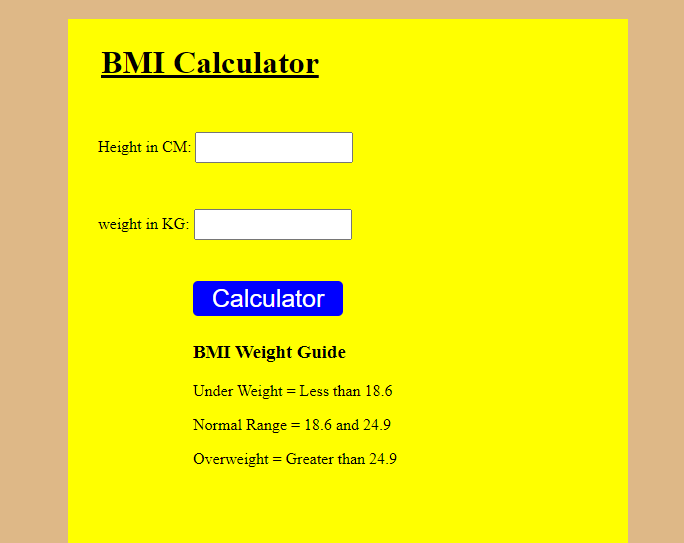 BMI Calculator
Height in CM:
weight in KG:
Calculator
BMI Weight Guide
Under Weight = Less than 18.6
Normal Range = 18.6 and 24.9
Overweight = Greater than 24.9